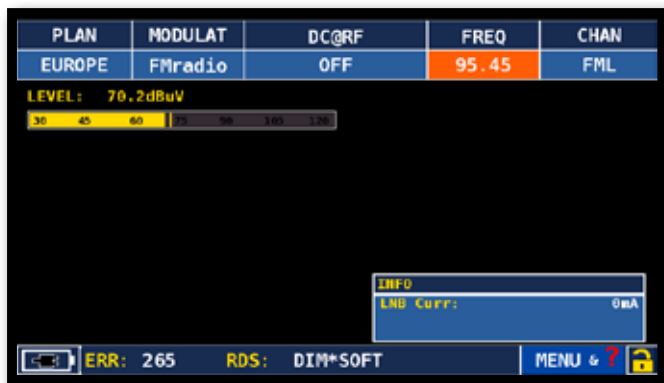 PLAN MODULAT DC@RF FREQ CHAN
EUROPE FMradio OFF 95.45 FML
LEVEL: 70.2dBuV
30 45 60 75 90 105 120
INFO
LNB Curr: 0mA
ERR: 265 RDS: DIM*SOFT MENU & ?